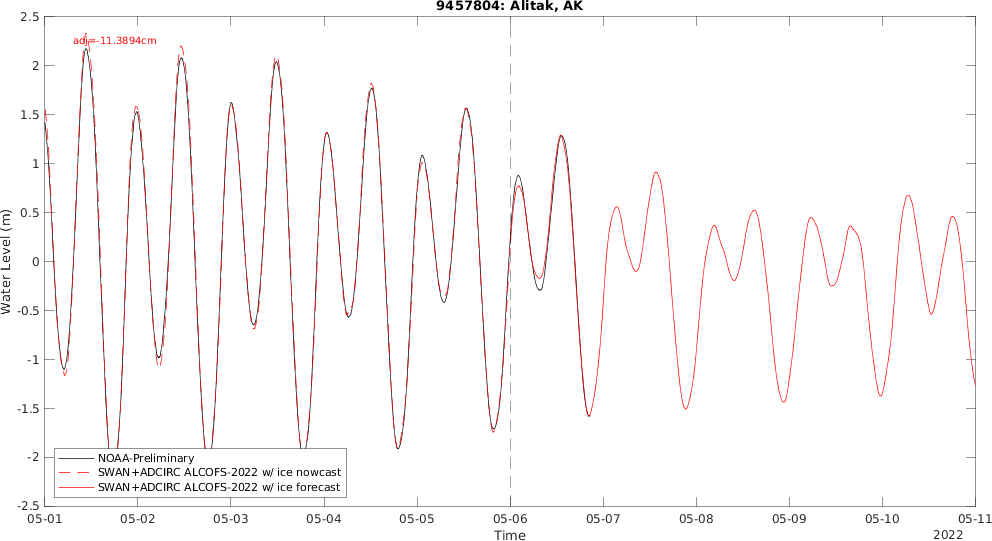 9457804: Alitak, AK
adj=-11.3894cm
Water Level (m)
2.5
2
1.5
1
0.5
0
-0.5
-1
-1.5
-2
-2.5
NOAA-Preliminary
SWAN+ADCIRC ALCOFS-2022 w/ ice nowcast
SWAN+ADCIRC ALCOFS-2022 w/ ice forecast
05-01 05-02 05-03 05-04 05-05 05-06 05-07 05-08 05-09 05-10 05-11
Time
2022